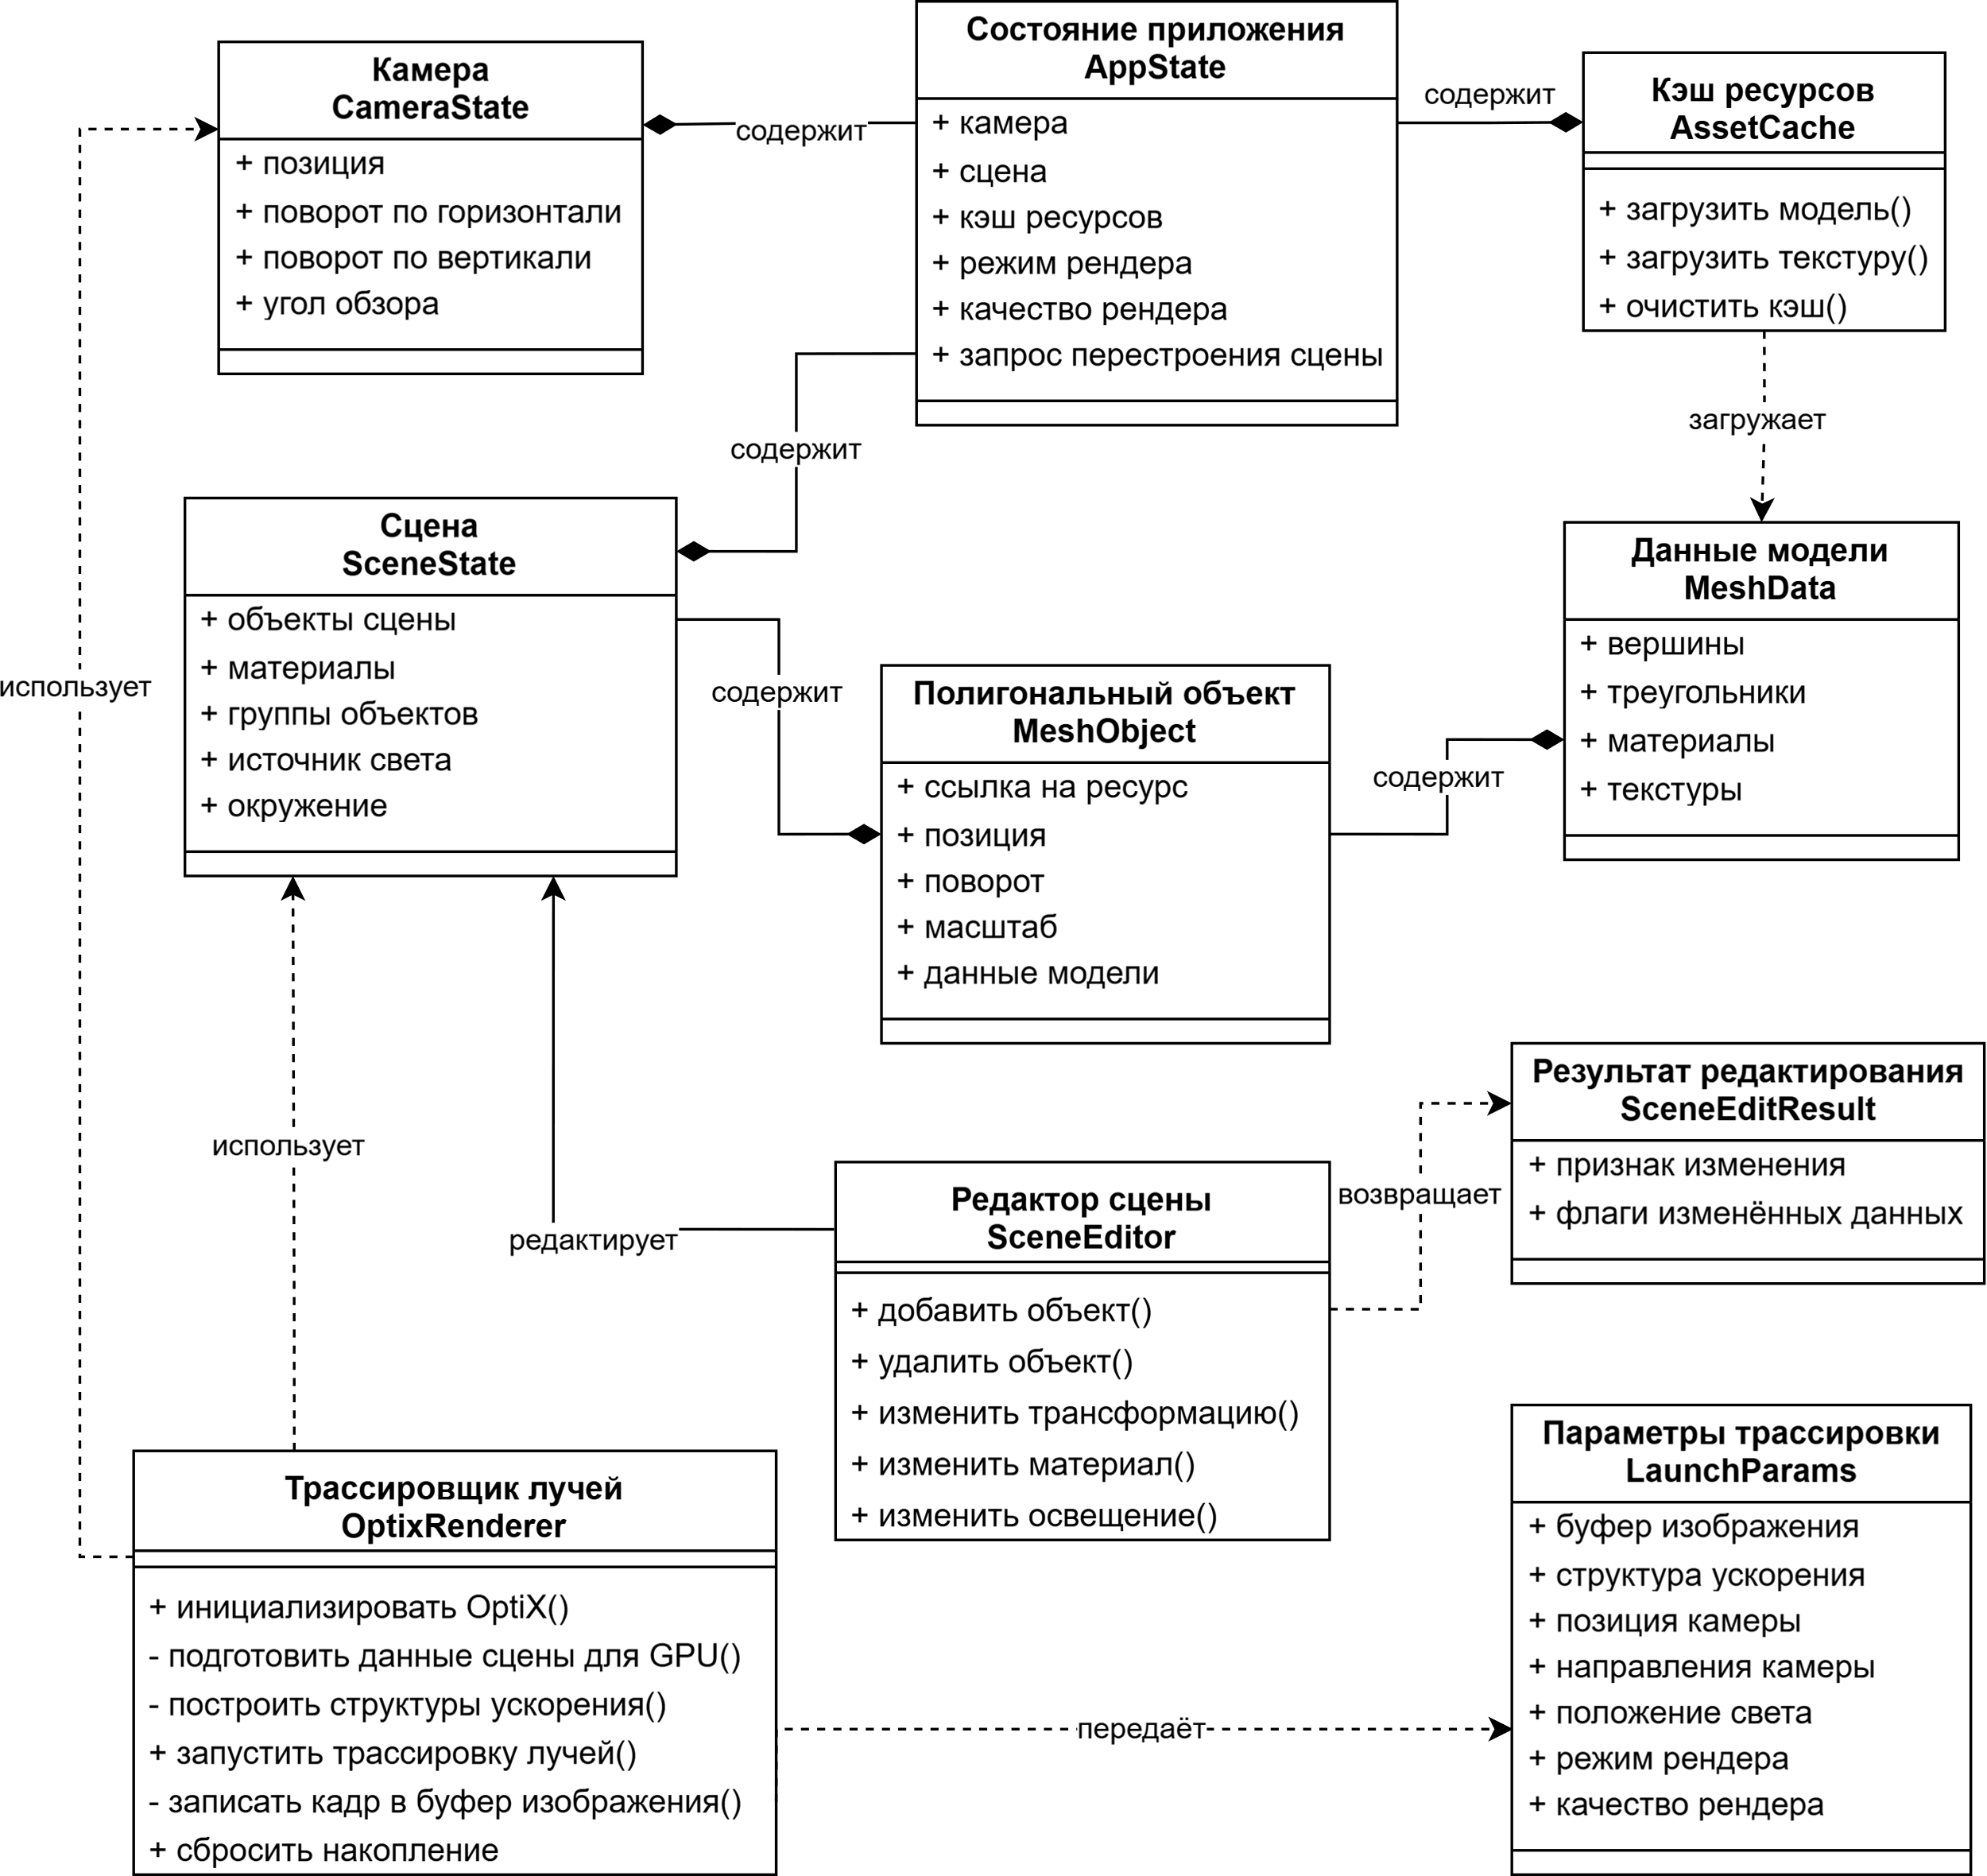 Камера
CameraState
+ позиция
+ поворот по горизонтали
+ поворот по вертикали
+ угол обзора
содержит
Состояние приложения
AppState
+ камера
+ сцена
+ кэш ресурсов
+ режим рендера
+ качество рендера
+ запрос перестроения сцены
содержит
Кэш ресурсов
AssetCache
+ загрузить модель()
+ загрузить текстуру()
+ очистить кэш()
загружает
содержит
Сцена
SceneState
+ объекты сцены
+ материалы
+ группы объектов
+ источник света
+ окружение
использует
содержит
Полигональный объект
MeshObject
+ ссылка на ресурс
+ позиция
+ поворот
+ масштаб
+ данные модели
содержит
Данные модели
MeshData
+ вершины
+ треугольники
+ материалы
+ текстуры
использует
редактирует
Редактор сцены
SceneEditor
+ добавить объект()
+ удалить объект()
+ изменить трансформацию()
+ изменить материал()
+ изменить освещение()
возвращает
Результат редактирования
SceneEditResult
+ признак изменения
+ флаги изменённых данных
Трассировщик лучей
OptixRenderer
+ инициализировать OptiX()
- подготовить данные сцены для GPU()
- построить структуры ускорения()
+ запустить трассировку лучей()
- записать кадр в буфер изображения()
+ сбросить накопление
передаёт
Параметры трассировки
LaunchParams
+ буфер изображения
+ структура ускорения
+ позиция камеры
+ направления камеры
+ положение света
+ режим рендера
+ качество рендера